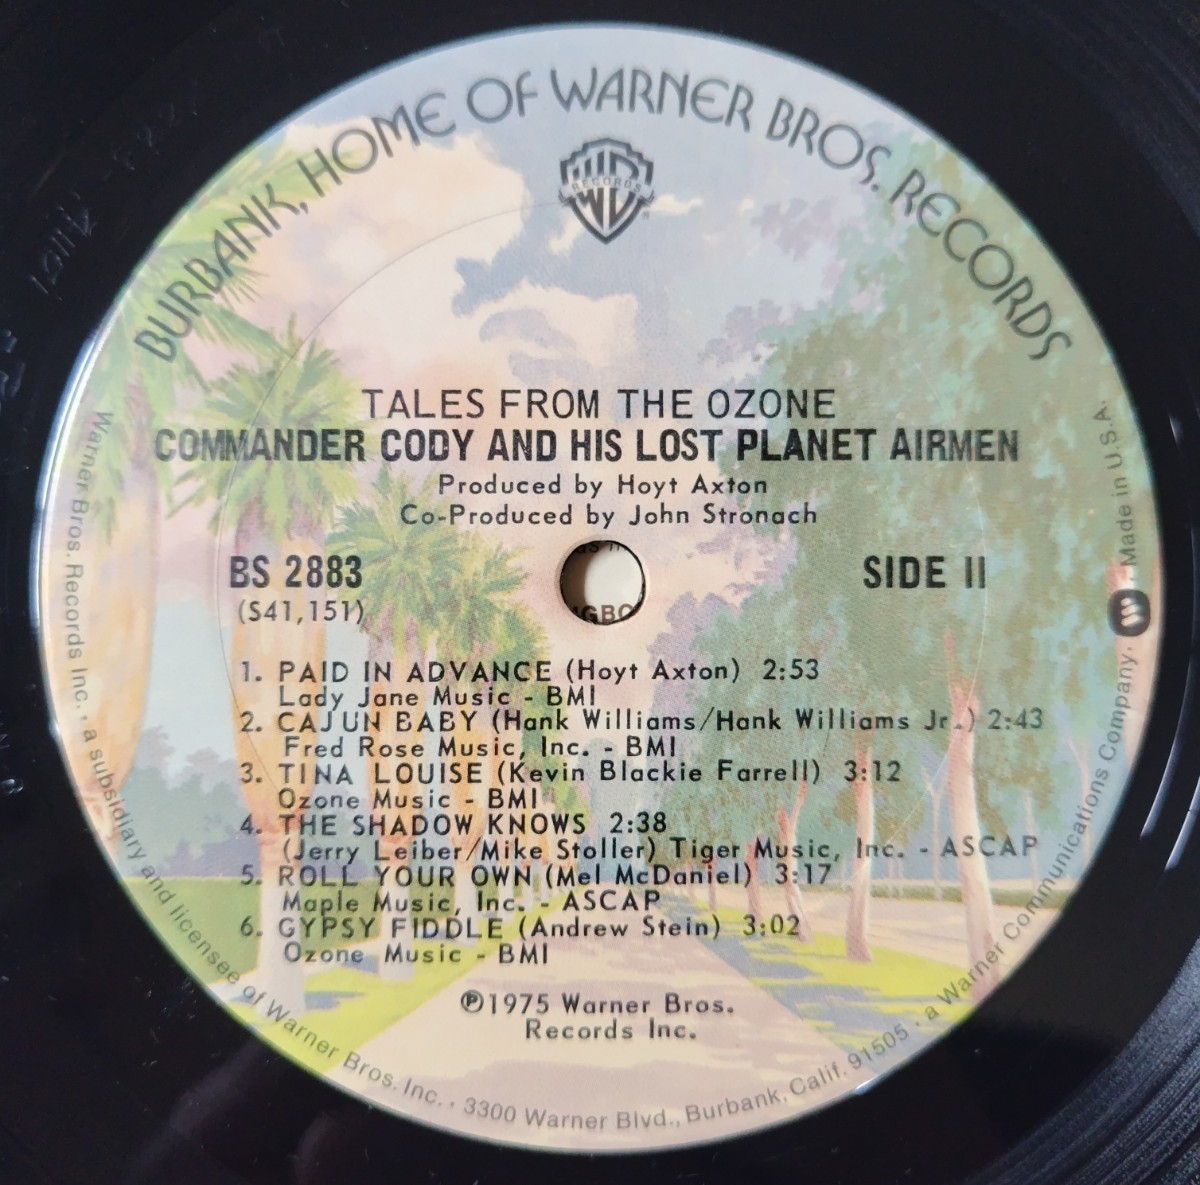 BURBANK, HOME OF WARNER BROS. RECORDS
RECORDS
TALES FROM THE OZONE
COMMANDER CODY AND HIS LOST PLANET AIRMEN
Produced by Hoyt Axton
Co-Produced by John Stronach
BS 2883
SIDE II
(S41,151)
1. PAID IN ADVANCE (Hoyt Axton) 2:53
Lady Jane Music - BMI
2. CAJUN BABY (Hank Williams/Hank Williams Jr.) 2:43
Fred Rose Music, Inc. - BMI
3. TINA LOUISE (Kevin Blackie Farrell) 3:12
Ozone Music - BMI
4. THE SHADOW KNOWS 2:38
(Jerry Leiber/Mike Stoller) Tiger Music, Inc. - ASCAP
5. ROLL YOUR OWN (Mel McDaniel) 3:17
Maple Music, Inc. - ASCAP
6. GYPSY FIDDLE (Andrew Stein) 3:02
Ozone Music - BMI
℗1975 Warner Bros.
Records Inc.
Warner Bros. Records Inc. • a subsidiary and licensee of Warner Bros. Inc. • 3300 Warner Blvd., Burbank, Calif. 91505 • a Warner Communications Company. • Made in U.S.A.